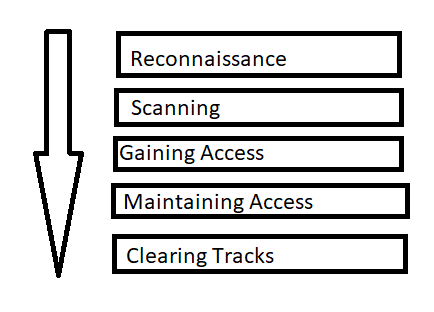 Reconnaissance
Scanning
Gaining Access
Maintaining Access
Clearing Tracks